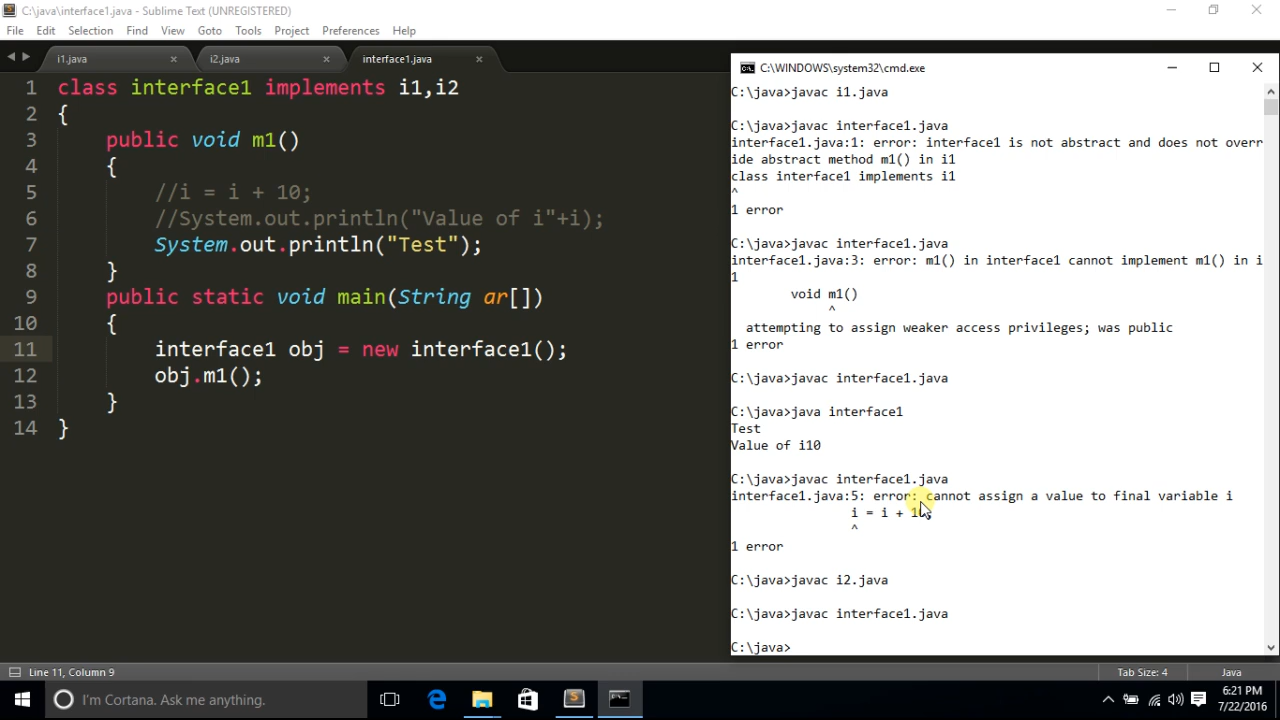 C:\java\interface1.java - Sublime Text (UNREGISTERED)
File Edit Selection Find View Goto Tools Project Preferences Help
i1.java i2.java interface1.java
1 class interface1 implements i1,i2
2 {
3 public void m1()
4 {
5 //i = i + 10;
6 //System.out.println("Value of i"+i);
7 System.out.println("Test");
8 }
9 public static void main(String ar[])
10 {
11 interface1 obj = new interface1();
12 obj.m1();
13 }
14 }
C:\WINDOWS\system32\cmd.exe
C:\java>javac i1.java
C:\java>javac interface1.java
interface1.java:1: error: interface1 is not abstract and does not overr
ide abstract method m1() in i1
class interface1 implements i1
^
1 error
C:\java>javac interface1.java
interface1.java:3: error: m1() in interface1 cannot implement m1() in i
1
void m1()
^
attempting to assign weaker access privileges; was public
1 error
C:\java>javac interface1.java
C:\java>java interface1
Test
Value of i10
C:\java>javac interface1.java
interface1.java:5: error: cannot assign a value to final variable i
i = i + 10;
^
1 error
C:\java>javac i2.java
C:\java>javac interface1.java
C:\java>
Line 11, Column 9 Tab Size: 4 Java
I'm Cortana. Ask me anything.
6:21 PM
7/22/2016